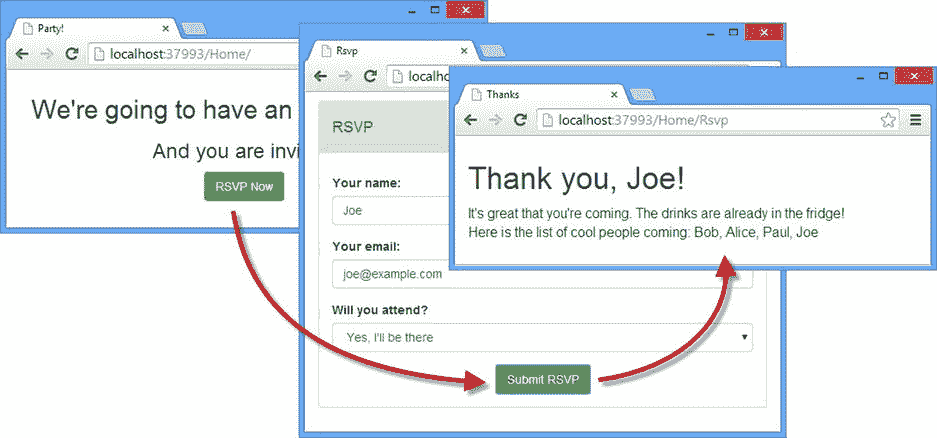 Party!
localhost:37993/Home/
We're going to have an
And you are invi
RSVP Now
Rsvp
localhost
RSVP
Your name:
Joe
Your email:
joe@example.com
Will you attend?
Yes, I'll be there
Submit RSVP
Thanks
localhost:37993/Home/Rsvp
Thank you, Joe!
It's great that you're coming. The drinks are already in the fridge!
Here is the list of cool people coming: Bob, Alice, Paul, Joe